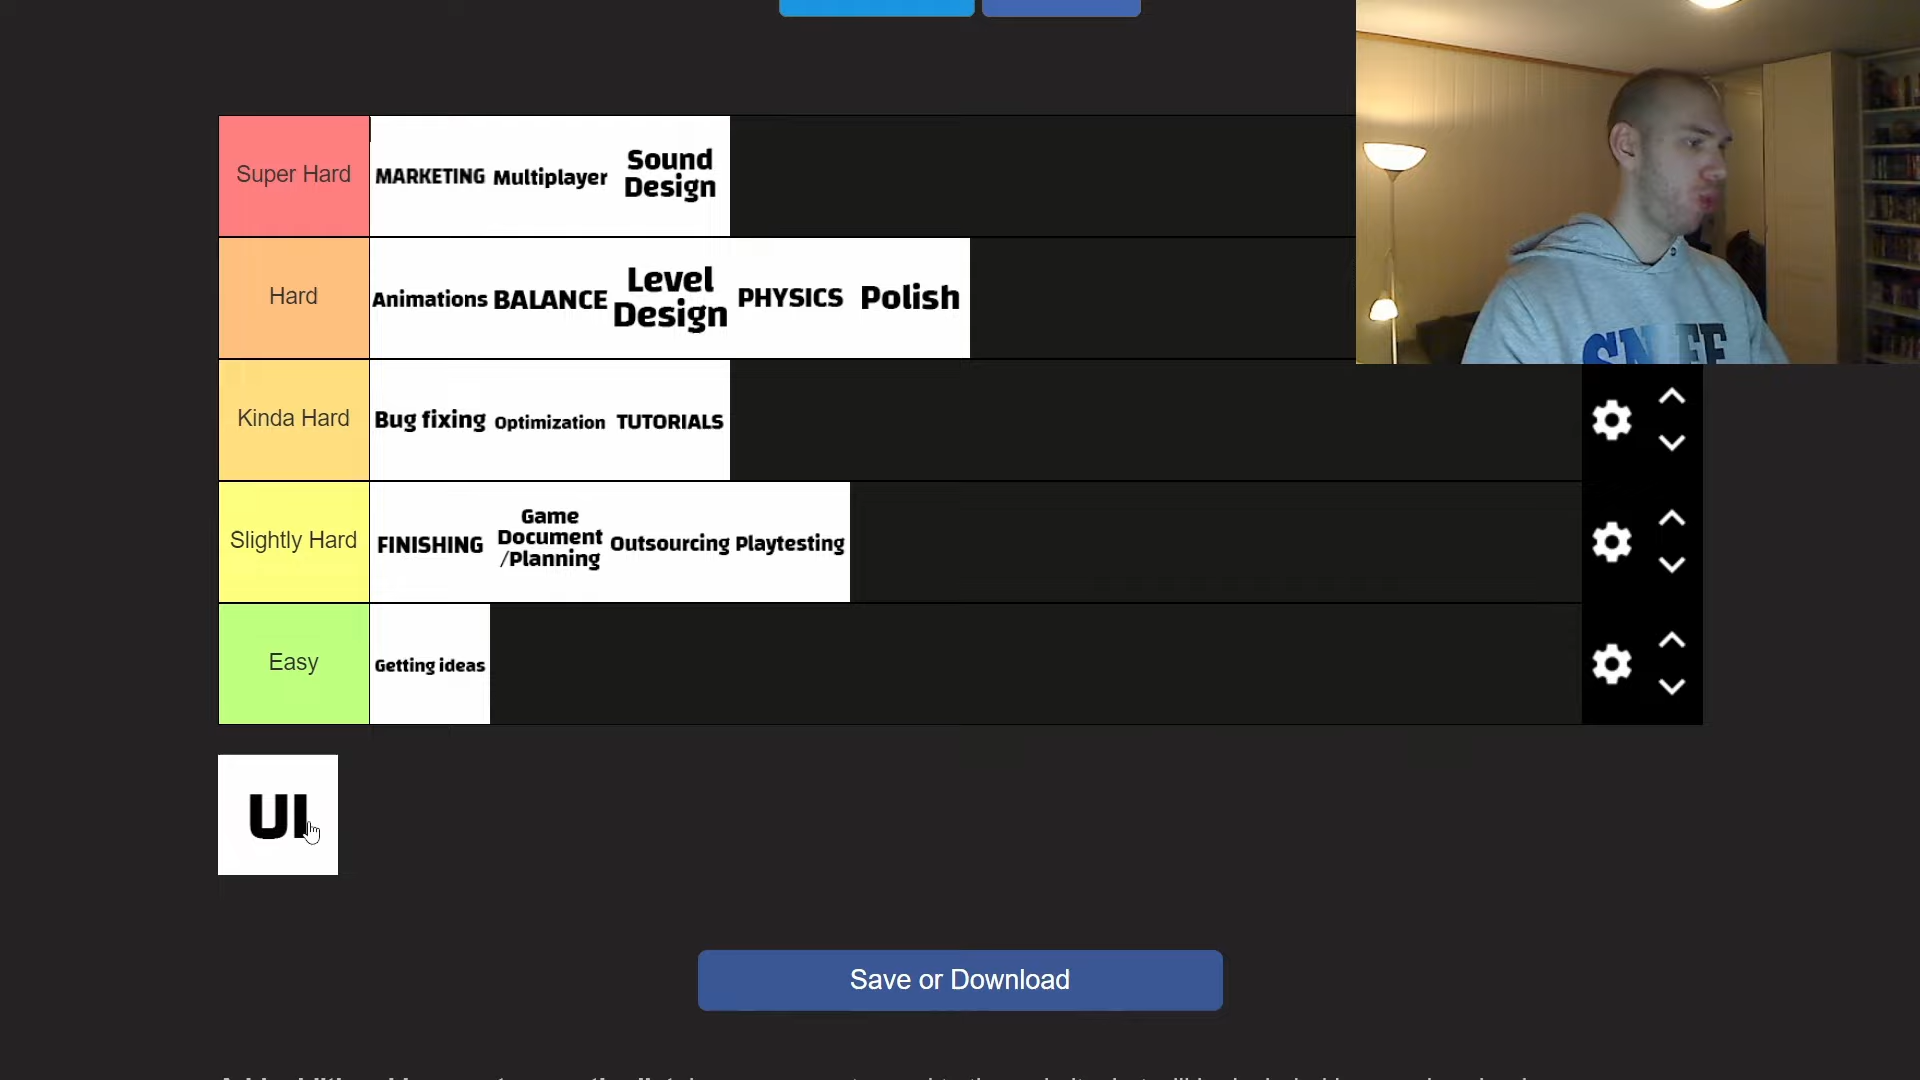 Super Hard
MARKETING
Multiplayer
Sound
Design
Hard
Animations
BALANCE
Level
Design
PHYSICS
Polish
Kinda Hard
Bug fixing
Optimization
TUTORIALS
Slightly Hard
FINISHING
Game
Document
/Planning
Outsourcing
Playtesting
Easy
Getting ideas
UI
Save or Download